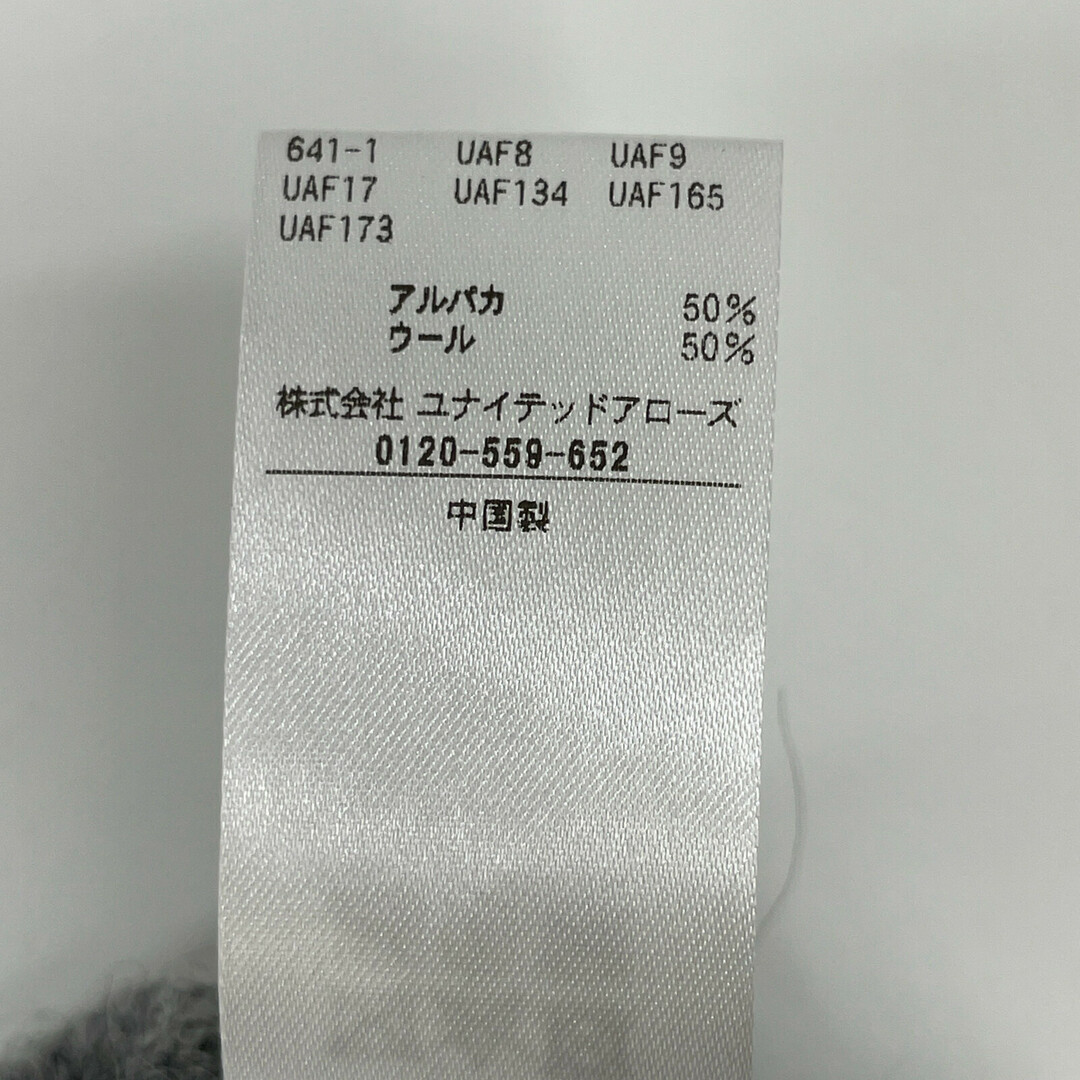 641-1 UAF8 UAF9
UAF17 UAF134 UAF165
UAF173
アルパカ 50%
ウール 50%
株式会社 ユナイテッドアローズ
0120-559-652
中国製